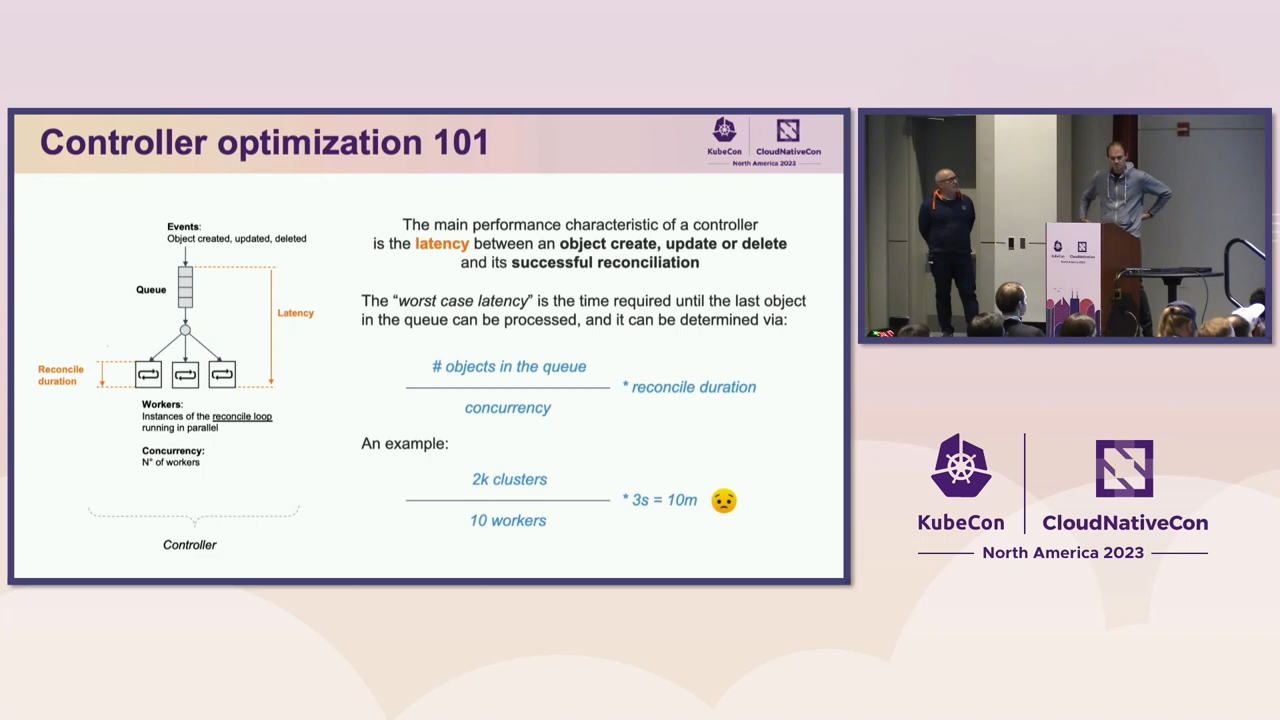 Controller optimization 101
KubeCon
CloudNativeCon
North America 2023
Events:
Object created, updated, deleted
Queue
Latency
Reconcile
duration
Workers:
Instances of the reconcile loop
running in parallel
Concurrency:
N° of workers
Controller
The main performance characteristic of a controller
is the latency between an object create, update or delete
and its successful reconciliation
The “worst case latency” is the time required until the last object
in the queue can be processed, and it can be determined via:
# objects in the queue
concurrency
* reconcile duration
An example:
2k clusters
10 workers
* 3s = 10m
KubeCon
CloudNativeCon
North America 2023